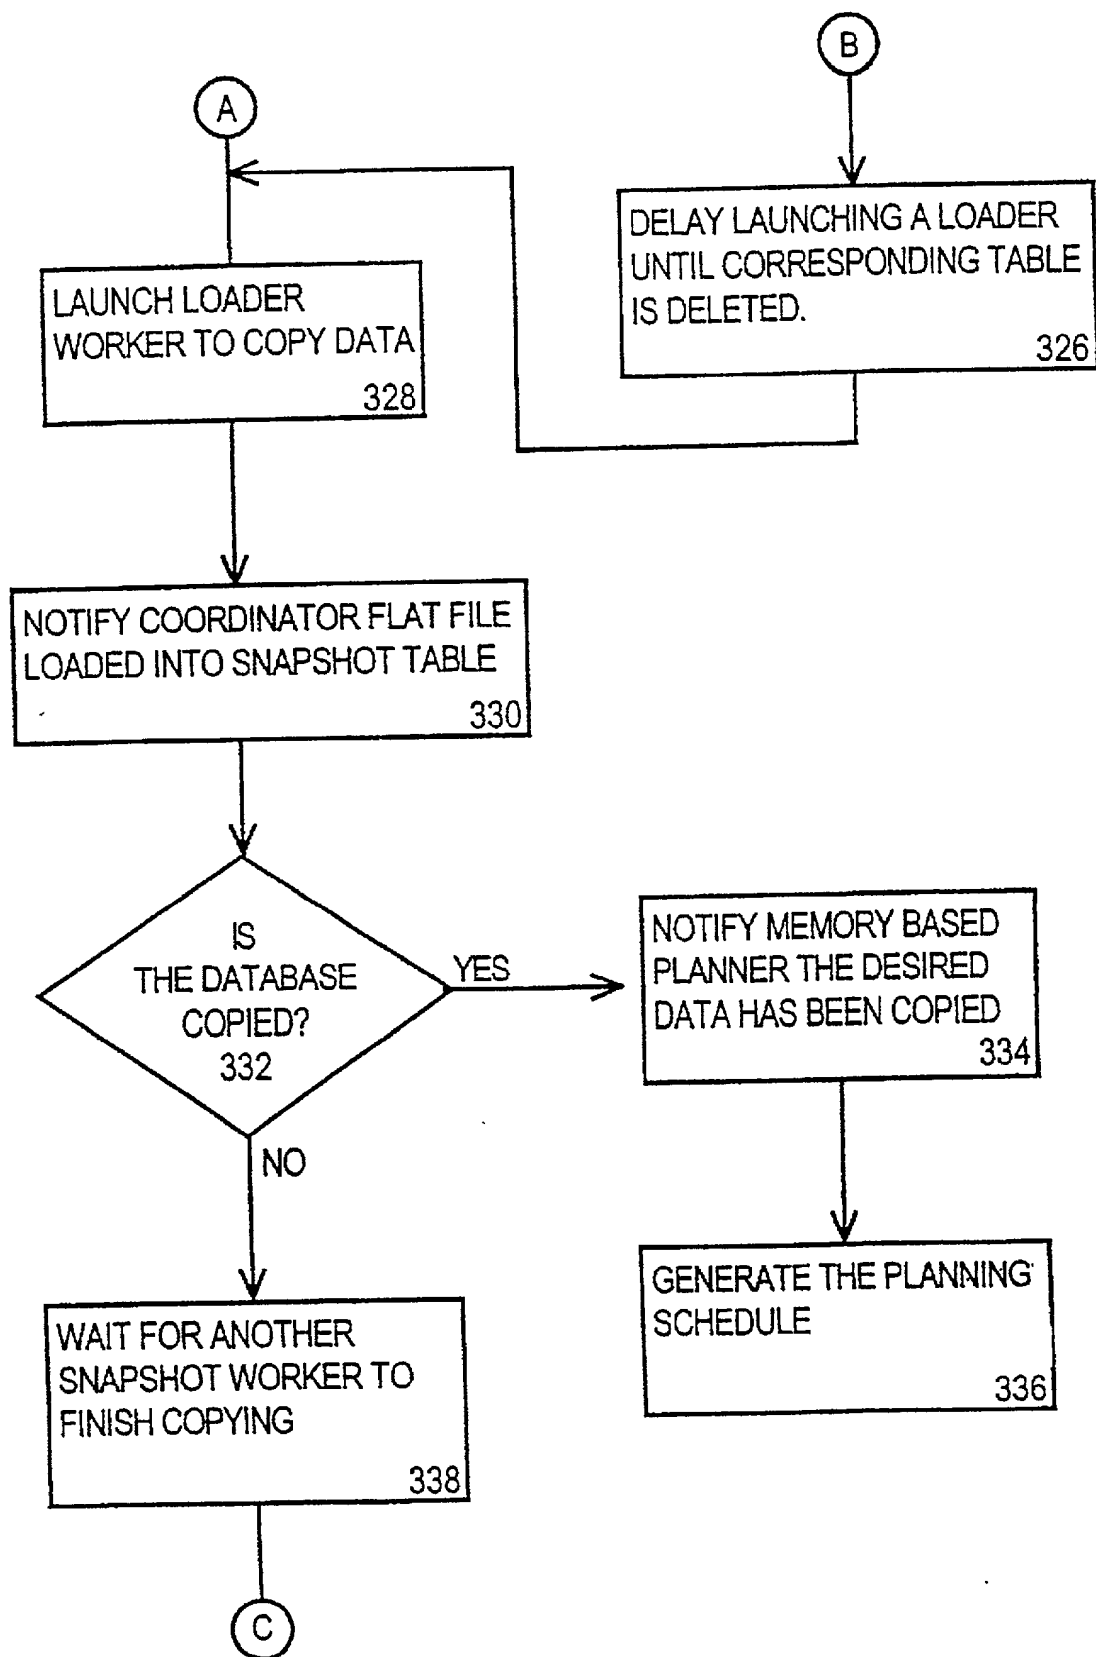 B
A
DELAY LAUNCHING A LOADER
UNTIL CORRESPONDING TABLE
IS DELETED.
326
LAUNCH LOADER
WORKER TO COPY DATA
328
NOTIFY COORDINATOR FLAT FILE
LOADED INTO SNAPSHOT TABLE
330
IS
THE DATABASE
COPIED?
332
YES
NO
NOTIFY MEMORY BASED
PLANNER THE DESIRED
DATA HAS BEEN COPIED
334
GENERATE THE PLANNING
SCHEDULE
336
WAIT FOR ANOTHER
SNAPSHOT WORKER TO
FINISH COPYING
338
C